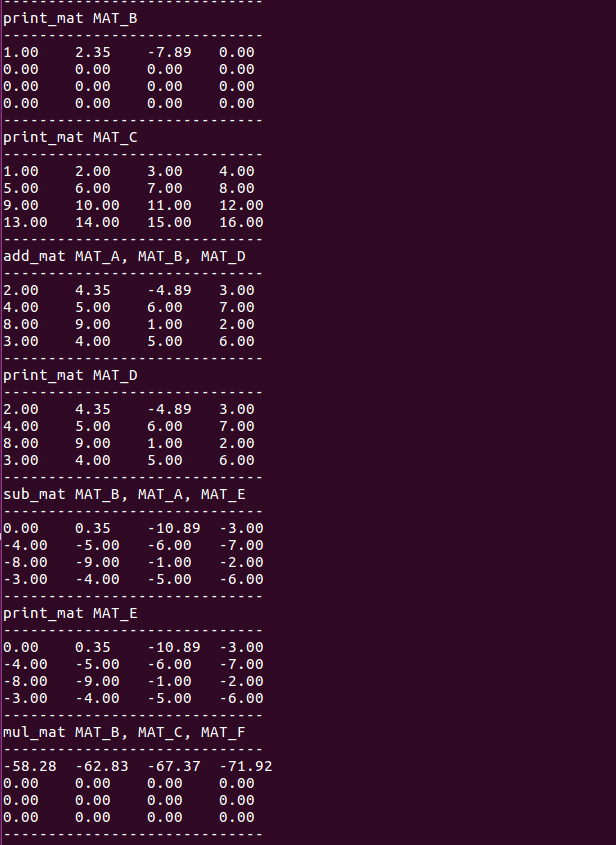 -----------------------------
print_mat MAT_B
-----------------------------
1.00    2.35    -7.89   0.00
0.00    0.00    0.00    0.00
0.00    0.00    0.00    0.00
0.00    0.00    0.00    0.00
-----------------------------
print_mat MAT_C
-----------------------------
1.00    2.00    3.00    4.00
5.00    6.00    7.00    8.00
9.00    10.00   11.00   12.00
13.00   14.00   15.00   16.00
-----------------------------
add_mat MAT_A, MAT_B, MAT_D
-----------------------------
2.00    4.35    -4.89   3.00
4.00    5.00    6.00    7.00
8.00    9.00    1.00    2.00
3.00    4.00    5.00    6.00
-----------------------------
print_mat MAT_D
-----------------------------
2.00    4.35    -4.89   3.00
4.00    5.00    6.00    7.00
8.00    9.00    1.00    2.00
3.00    4.00    5.00    6.00
-----------------------------
sub_mat MAT_B, MAT_A, MAT_E
-----------------------------
0.00    0.35    -10.89  -3.00
-4.00   -5.00   -6.00   -7.00
-8.00   -9.00   -1.00   -2.00
-3.00   -4.00   -5.00   -6.00
-----------------------------
print_mat MAT_E
-----------------------------
0.00    0.35    -10.89  -3.00
-4.00   -5.00   -6.00   -7.00
-8.00   -9.00   -1.00   -2.00
-3.00   -4.00   -5.00   -6.00
-----------------------------
mul_mat MAT_B, MAT_C, MAT_F
-----------------------------
-58.28  -62.83  -67.37  -71.92
0.00    0.00    0.00    0.00
0.00    0.00    0.00    0.00
0.00    0.00    0.00    0.00
-----------------------------